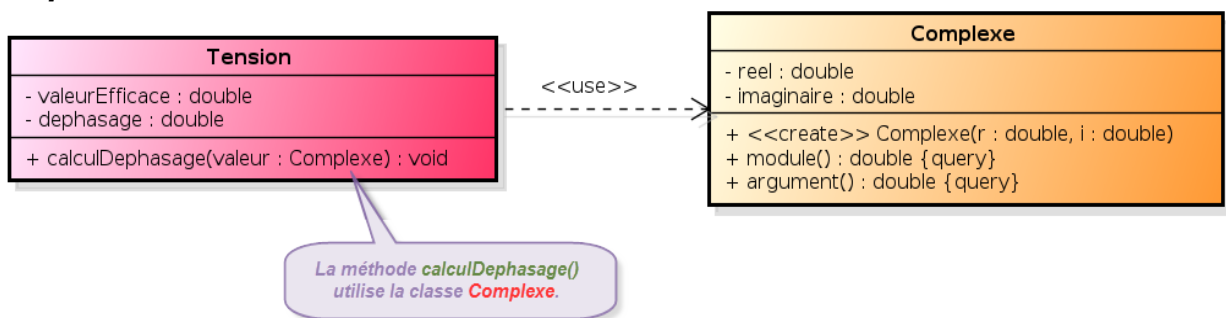 Tension
- valeurEfficace : double
- dephasage : double
+ calculDephasage(valeur : Complexe) : void
<<use>>
Complexe
- reel : double
- imaginaire : double
+ <<create>> Complexe(r : double, i : double)
+ module() : double {query}
+ argument() : double {query}
La méthode calculDephasage()
utilise la classe Complexe.